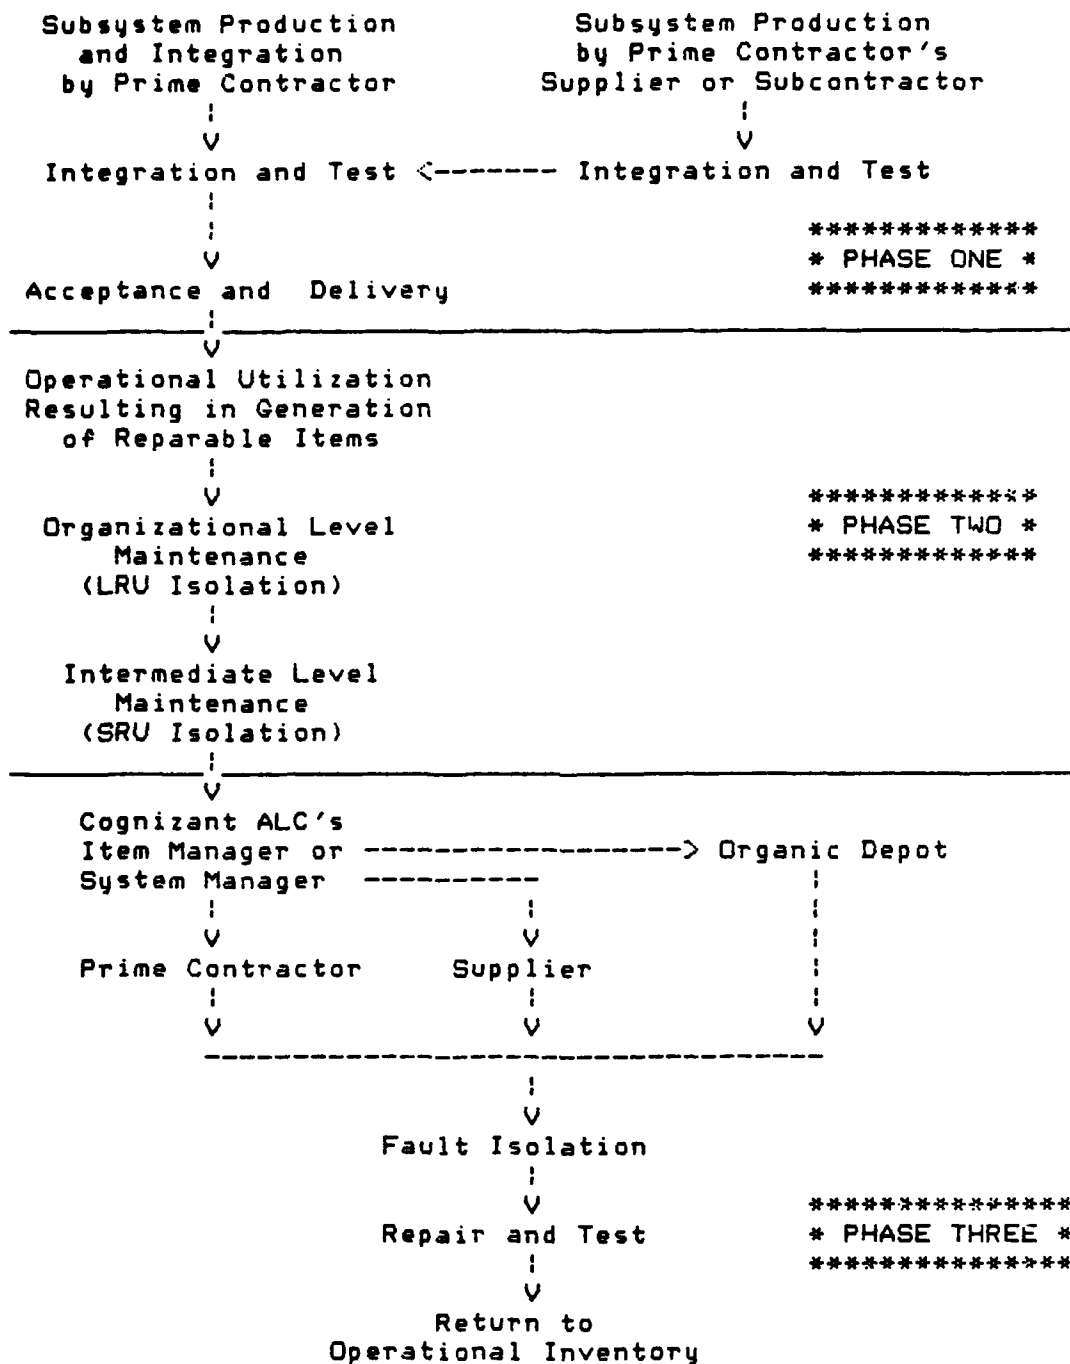 Subsystem Production
and Integration
by Prime Contractor
Subsystem Production
by Prime Contractor's
Supplier or Subcontractor
Integration and Test <------- Integration and Test
*************
* PHASE ONE *
*************
Acceptance and Delivery
Operational Utilization
Resulting in Generation
of Reparable Items
*************
* PHASE TWO *
*************
Organizational Level
Maintenance
(LRU Isolation)
Intermediate Level
Maintenance
(SRU Isolation)
Cognizant ALC's
Item Manager or ------------------> Organic Depot
System Manager ----------
Prime Contractor
Supplier
Fault Isolation
Repair and Test
***************
* PHASE THREE *
***************
Return to
Operational Inventory